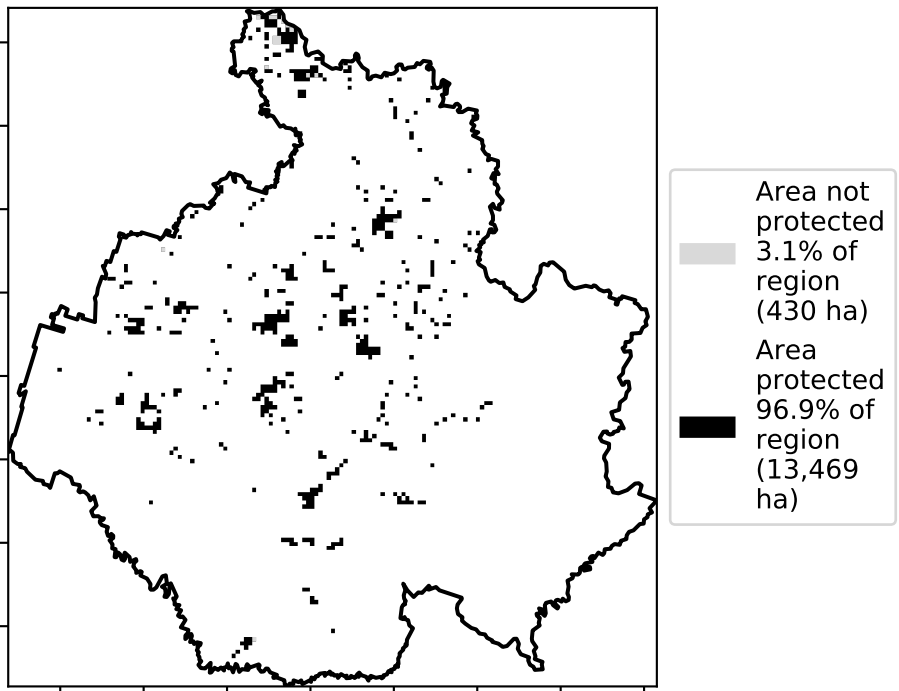 Area not
protected
3.1% of
region
(430 ha)
Area
protected
96.9% of
region
(13,469
ha)